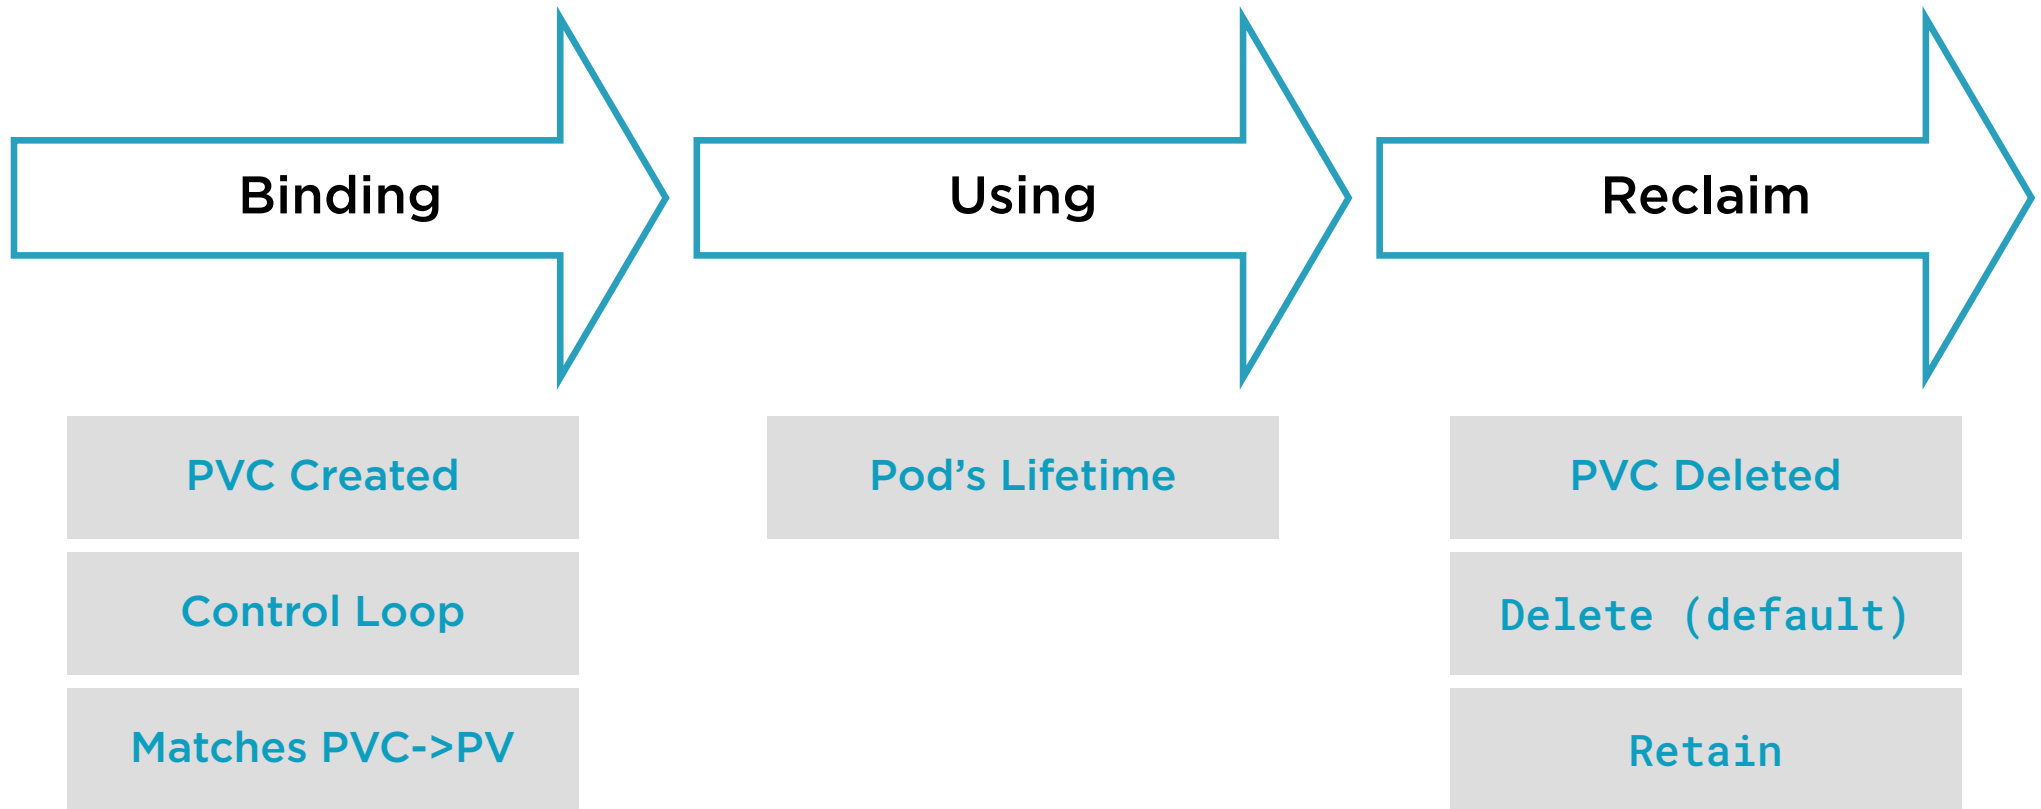 Binding
Using
Reclaim
PVC Created
Pod’s Lifetime
PVC Deleted
Control Loop
Delete (default)
Matches PVC->PV
Retain